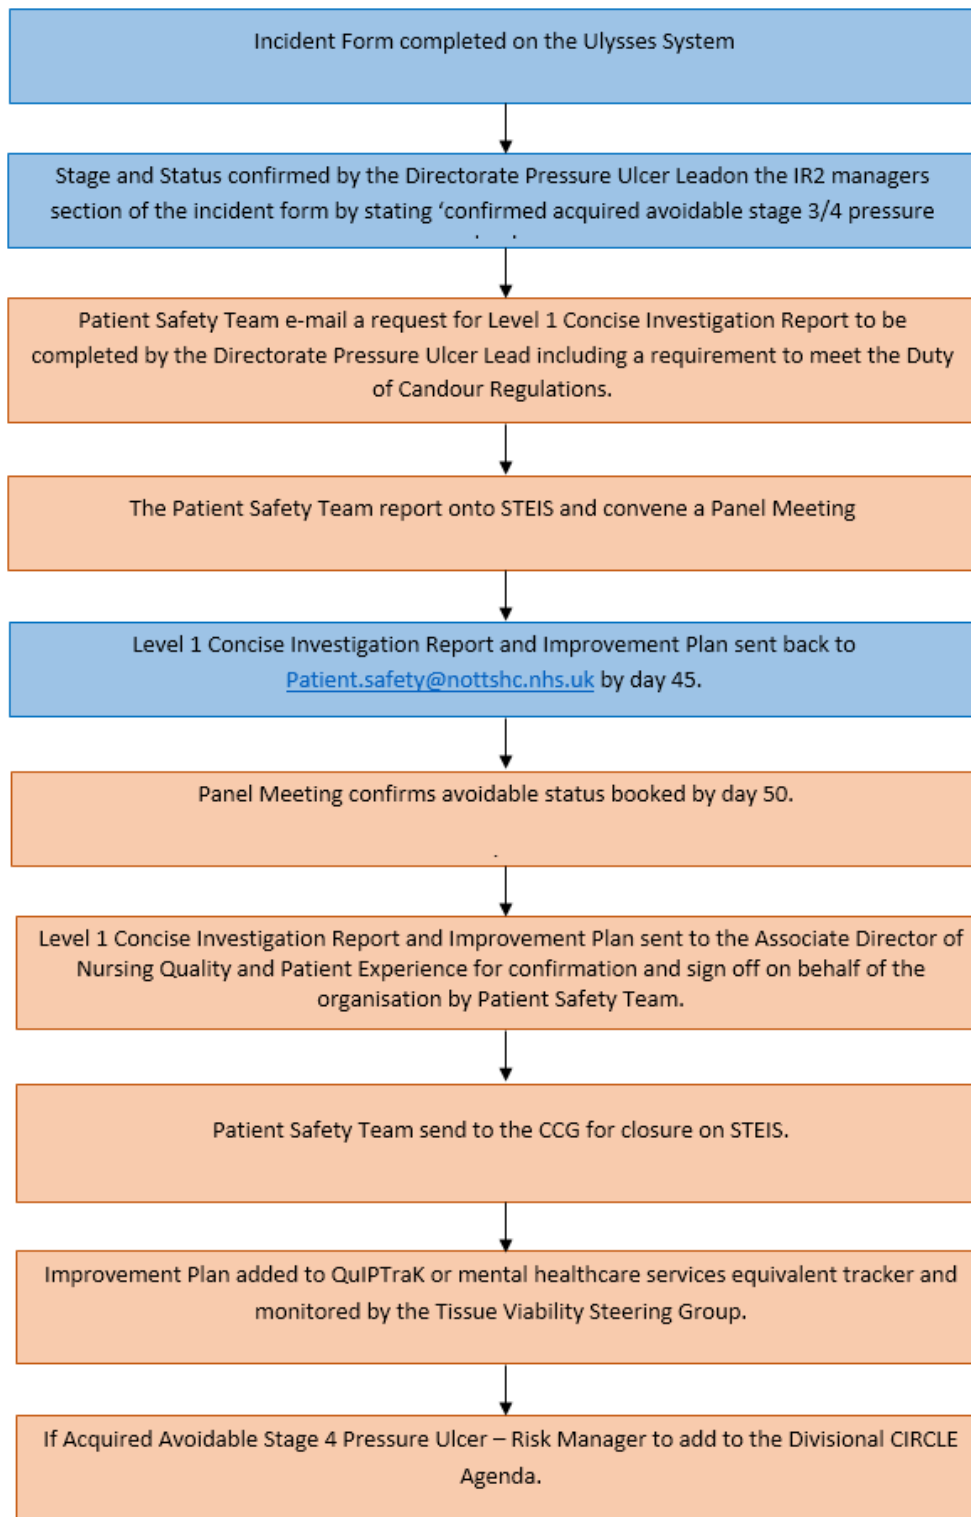 Incident Form completed on the Ulysses System
Stage and Status confirmed by the Directorate Pressure Ulcer Leadon the IR2 managers
section of the incident form by stating ‘confirmed acquired avoidable stage 3/4 pressure
Patient Safety Team e-mail a request for Level 1 Concise Investigation Report to be
completed by the Directorate Pressure Ulcer Lead including a requirement to meet the Duty
of Candour Regulations.
The Patient Safety Team report onto STEIS and convene a Panel Meeting
Level 1 Concise Investigation Report and Improvement Plan sent back to
Patient.safety@nottshc.nhs.uk by day 45.
Panel Meeting confirms avoidable status booked by day 50.
.
Level 1 Concise Investigation Report and Improvement Plan sent to the Associate Director of
Nursing Quality and Patient Experience for confirmation and sign off on behalf of the
organisation by Patient Safety Team.
Patient Safety Team send to the CCG for closure on STEIS.
Improvement Plan added to QuIPTraK or mental healthcare services equivalent tracker and
monitored by the Tissue Viability Steering Group.
If Acquired Avoidable Stage 4 Pressure Ulcer – Risk Manager to add to the Divisional CIRCLE
Agenda.